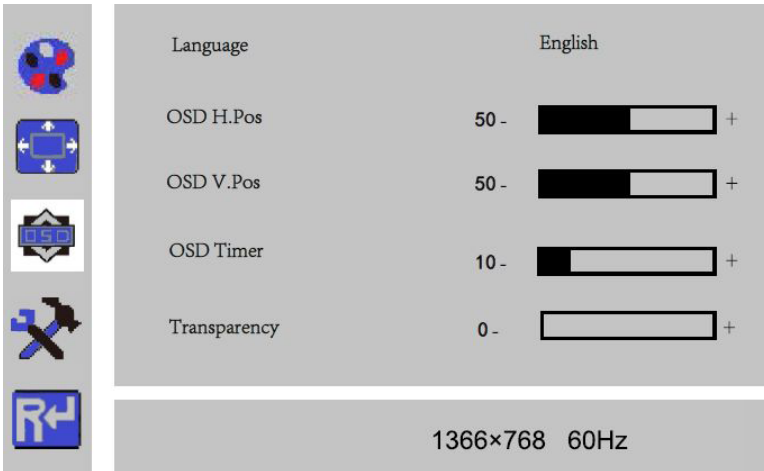 Language English
OSD H.Pos 50 - +
OSD V.Pos 50 - +
OSD
OSD Timer 10 - +
Transparency 0 - +
R
1366×768 60Hz